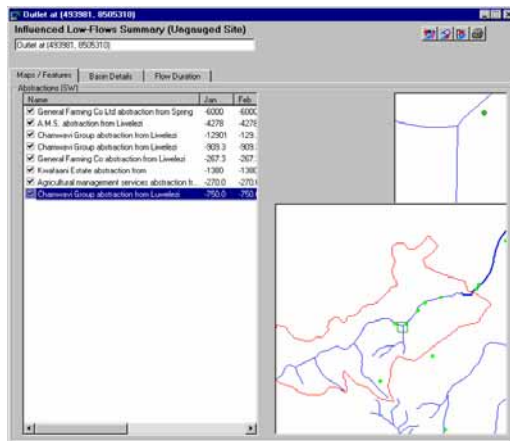 Outlet at (493981, 8505310)
Influenced Low-Flows Summary (Ungauged Site)
Outlet at (493981, 8505310)
Maps / Features Basin Details Flow Duration
Abstractions (SW)
Name Jan Feb
General Farming Co Ltd abstraction from Spring -6000 -6000
A.M.S. abstraction from Liwelezi -4278 -4278
Chamwavi Group abstraction from Liwelezi -12901 -129.
Chamwavi Group abstraction from Liwelezi -909.3 -909.
General Farming Co abstraction from Liwelezi -267.3 -267.
Kiwafaani Estate abstraction from -1380 -1380
Agricultural management services abstraction fr. -270.0 -270.
Chamwavi Group abstraction from Luwelezi -750.0 -750.